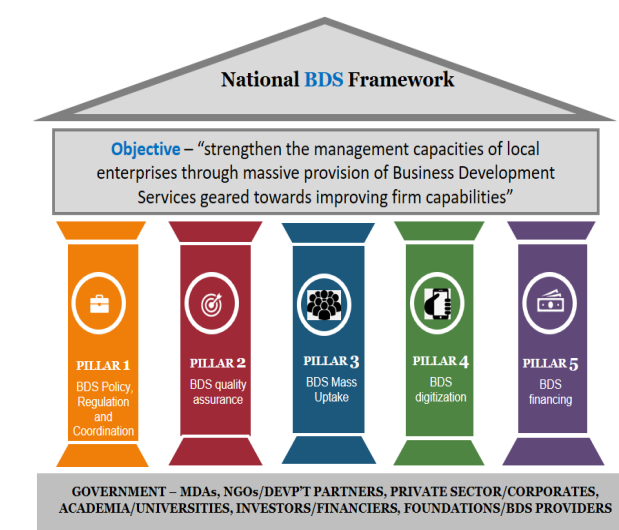 National BDS Framework
Objective – “strengthen the management capacities of local
enterprises through massive provision of Business Development
Services geared towards improving firm capabilities”
PILLAR 1
BDS Policy,
Regulation
and
Coordination
PILLAR 2
BDS quality
assurance
PILLAR 3
BDS Mass
Uptake
PILLAR 4
BDS
digitization
PILLAR 5
BDS
financing
GOVERNMENT – MDAs, NGOs/DEVP’T PARTNERS, PRIVATE SECTOR/CORPORATES,
ACADEMIA/UNIVERSITIES, INVESTORS/FINANCIERS, FOUNDATIONS/BDS PROVIDERS